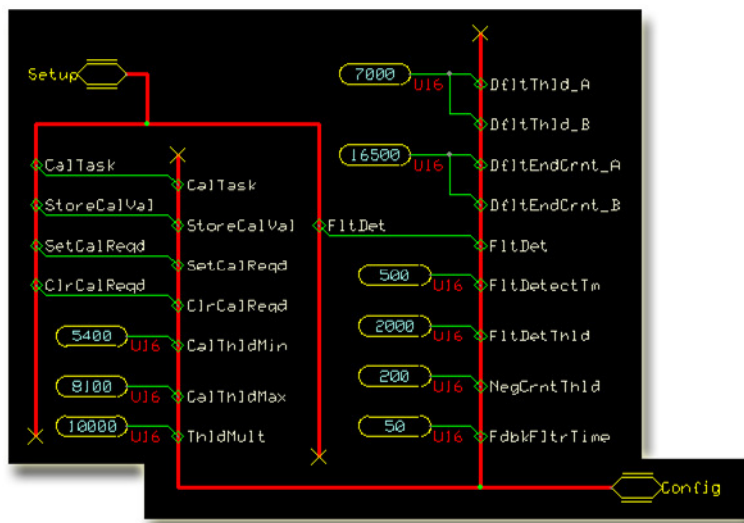 Setup
CalTask
StoreCalVal
SetCalReqd
ClrCalReqd
CalTask
StoreCalVal
SetCalReqd
ClrCalReqd
5400
U16
CalThldMin
8100
U16
CalThldMax
10000
U16
ThldMult
FltDet
7000
U16
DfltThld_A
DfltThld_B
16500
U16
DfltEndCrnt_A
DfltEndCrnt_B
FltDet
500
U16
FltDetectTm
2000
U16
FltDetThld
200
U16
NegCrntThld
50
U16
FdbkFltrTime
Config